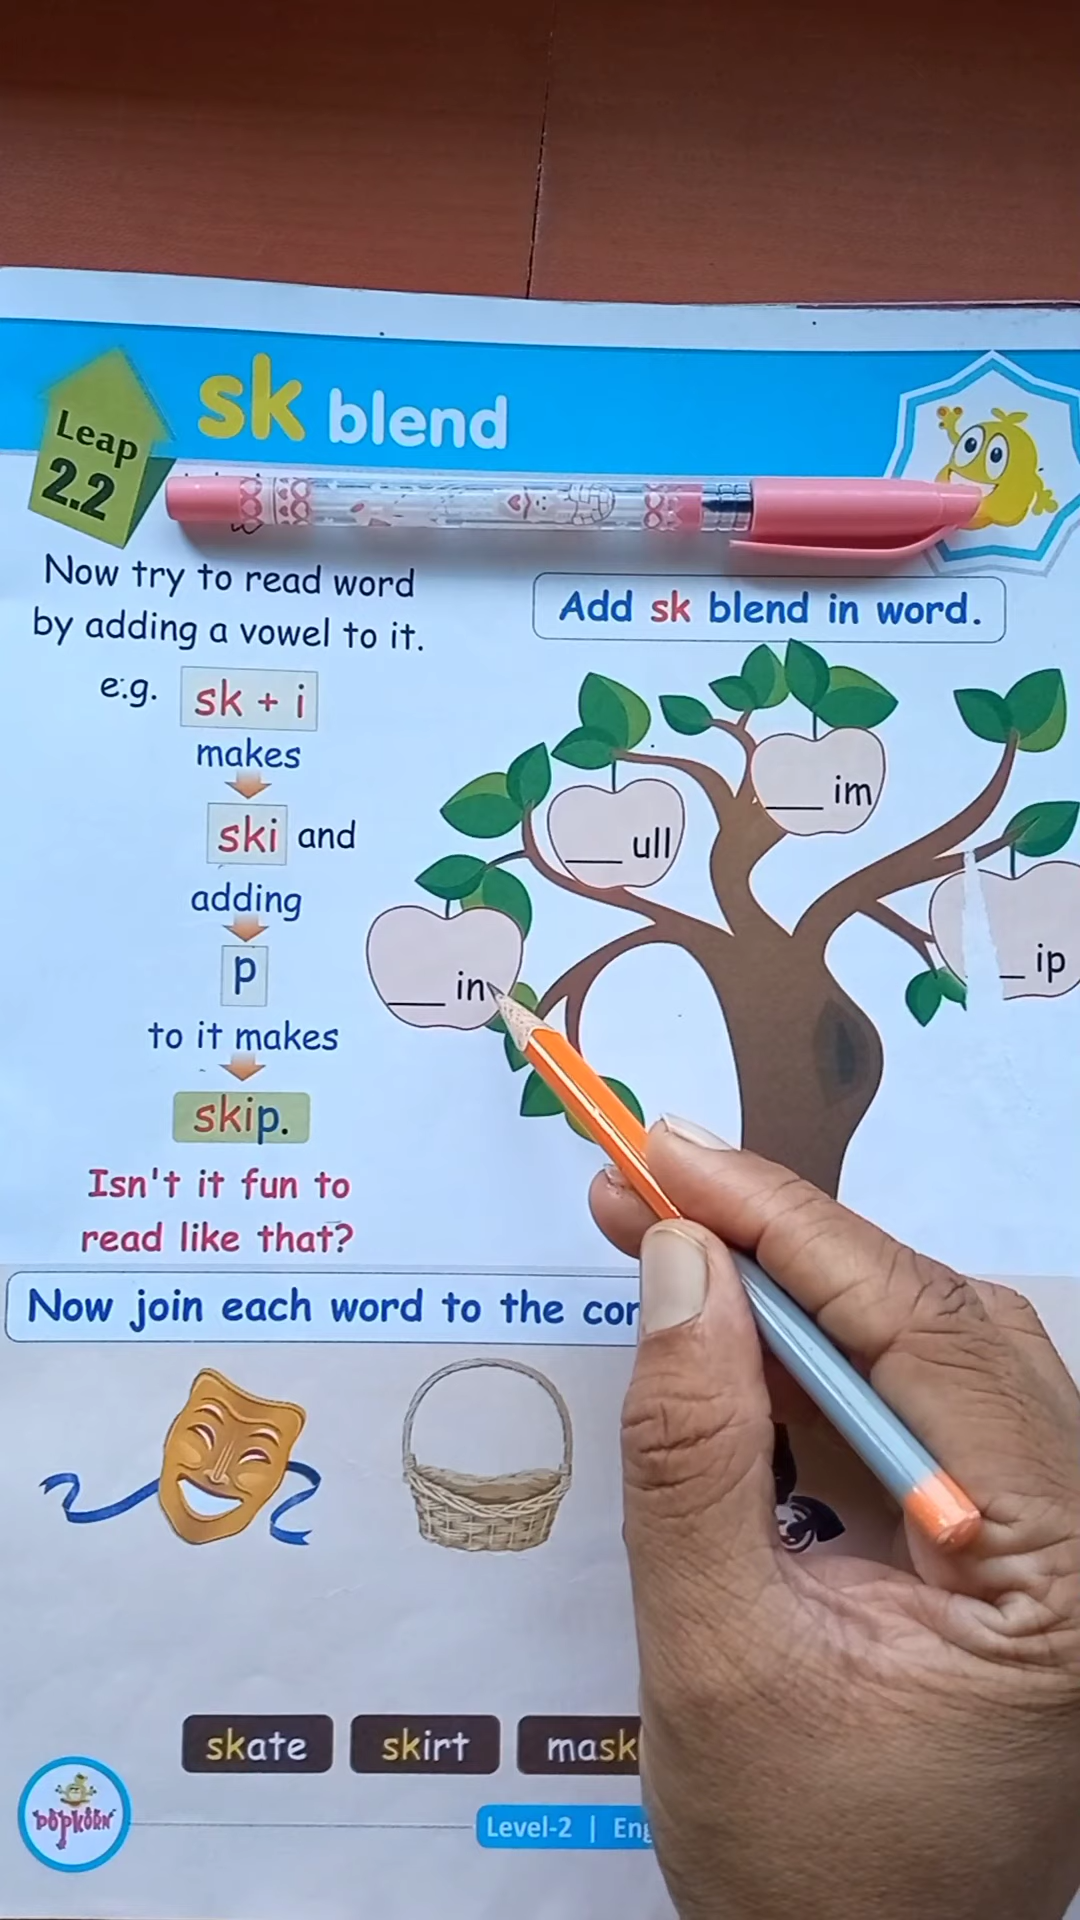 sk blend
Leap
2.2
Now try to read word
by adding a vowel to it.
e.g. sk + i
makes
ski and
adding
p
to it makes
skip.
Isn't it fun to
read like that?
Add sk blend in word.
___ im
___ ull
___ in
_ ip
Now join each word to the
skate skirt mask
POPKORN
Level-2 |